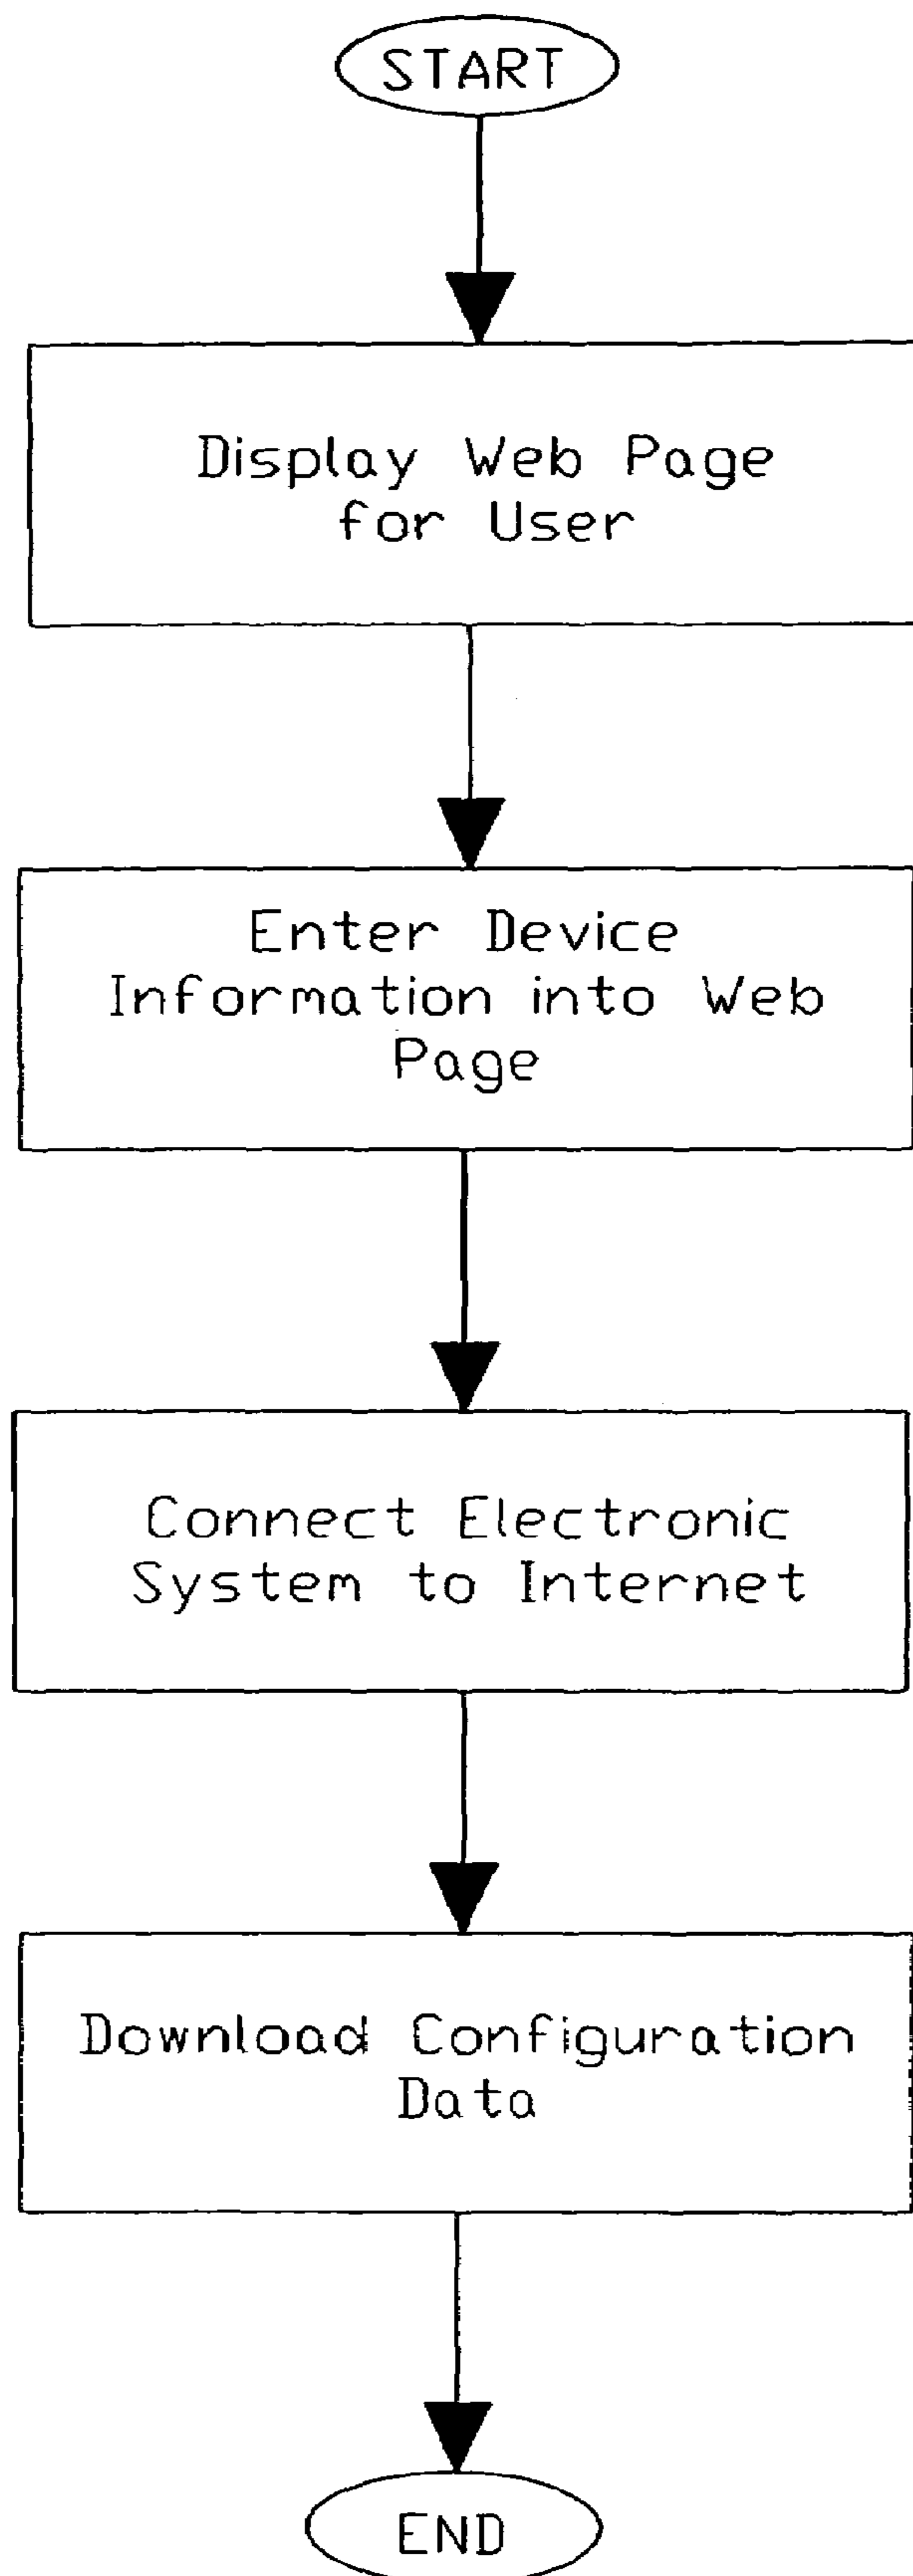 START
Display Web Page
for User
Enter Device
Information into Web
Page
Connect Electronic
System to Internet
Download Configuration
Data
END